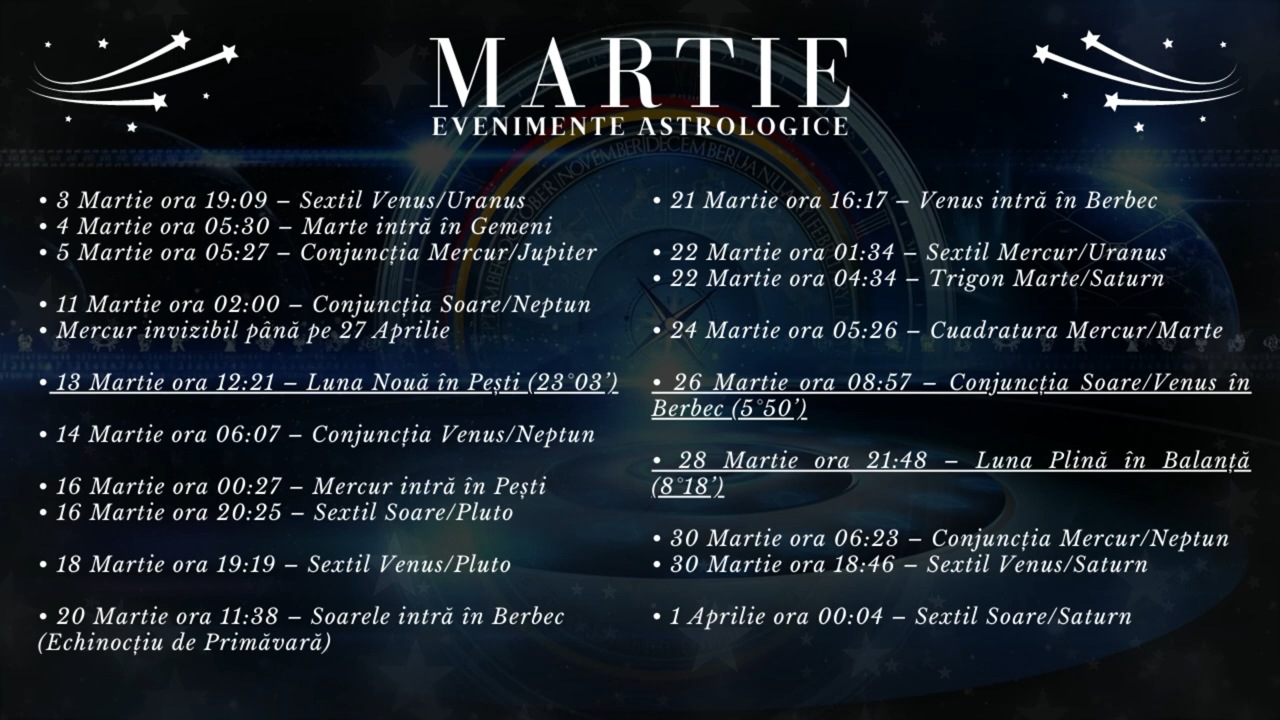 MARTIE
EVENIMENTE ASTROLOGICE
• 3 Martie ora 19:09 – Sextil Venus/Uranus
• 4 Martie ora 05:30 – Marte intră în Gemeni
• 5 Martie ora 05:27 – Conjuncția Mercur/Jupiter
• 11 Martie ora 02:00 – Conjuncția Soare/Neptun
• Mercur invizibil până pe 27 Aprilie
• 13 Martie ora 12:21 – Luna Nouă în Pești (23°03’)
• 14 Martie ora 06:07 – Conjuncția Venus/Neptun
• 16 Martie ora 00:27 – Mercur intră în Pești
• 16 Martie ora 20:25 – Sextil Soare/Pluto
• 18 Martie ora 19:19 – Sextil Venus/Pluto
• 20 Martie ora 11:38 – Soarele intră în Berbec
(Echinocțiu de Primăvară)
• 21 Martie ora 16:17 – Venus intră în Berbec
• 22 Martie ora 01:34 – Sextil Mercur/Uranus
• 22 Martie ora 04:34 – Trigon Marte/Saturn
• 24 Martie ora 05:26 – Cuadratura Mercur/Marte
• 26 Martie ora 08:57 – Conjuncția Soare/Venus în
Berbec (5°50’)
• 28 Martie ora 21:48 – Luna Plină în Balanță
(8°18’)
• 30 Martie ora 06:23 – Conjuncția Mercur/Neptun
• 30 Martie ora 18:46 – Sextil Venus/Saturn
• 1 Aprilie ora 00:04 – Sextil Soare/Saturn
NOVEMBER DECEMBER